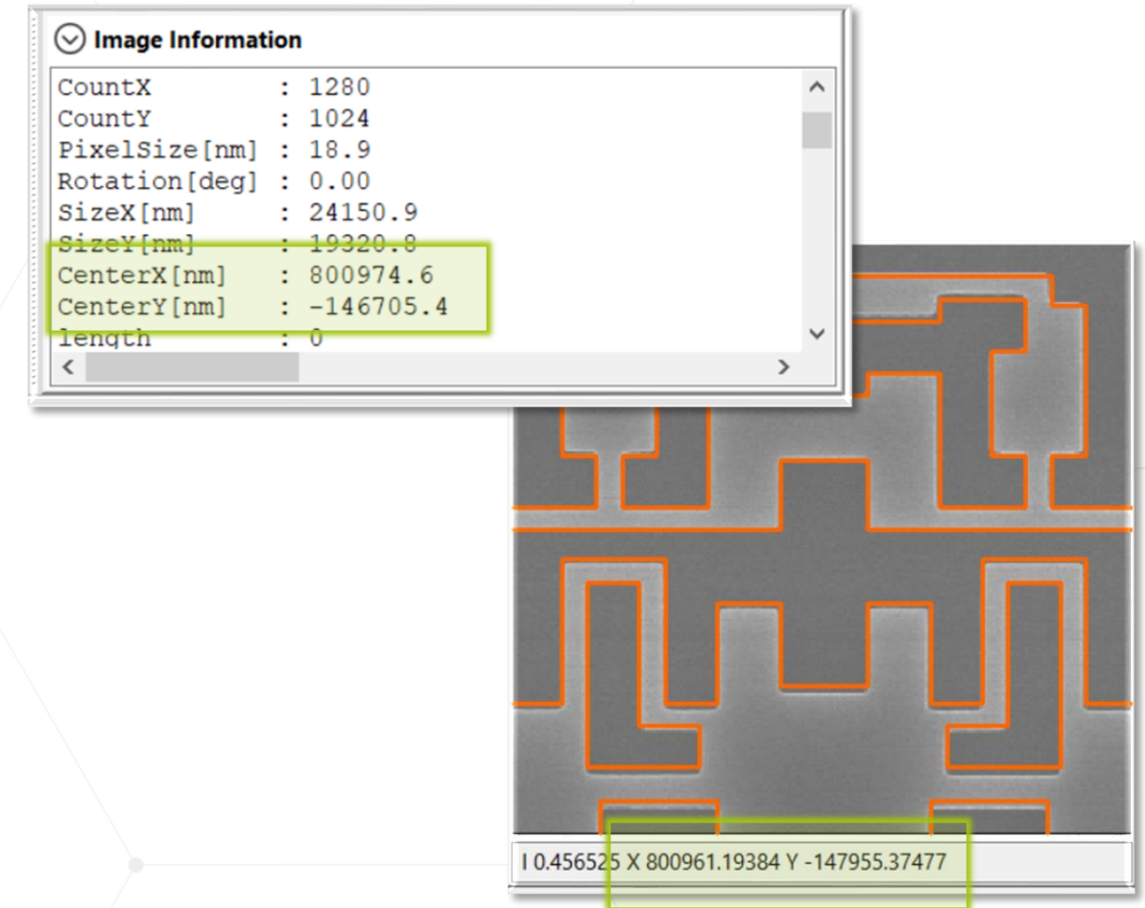 Image Information
CountX : 1280
CountY : 1024
PixelSize[nm] : 18.9
Rotation[deg] : 0.00
SizeX[nm] : 24150.9
SizeY[nm] : 19320.8
CenterX[nm] : 800974.6
CenterY[nm] : -146705.4
length : 0
I 0.456525 X 800961.19384 Y -147955.37477